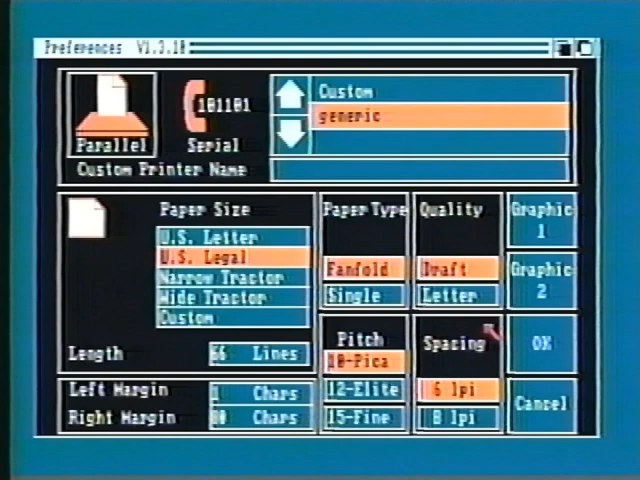 Preferences V1.3.10
Custom
generic
101101
Parallel
Serial
Custom Printer Name
Paper Size
U.S. Letter
U.S. Legal
Narrow Tractor
Wide Tractor
Custom
Length
66 Lines
Left Margin
1 Chars
Right Margin
80 Chars
Paper Type
Fanfold
Single
Quality
Draft
Letter
Graphic
1
Graphic
2
Pitch
10-Pica
12-Elite
15-Fine
Spacing
6 lpi
8 lpi
OK
Cancel